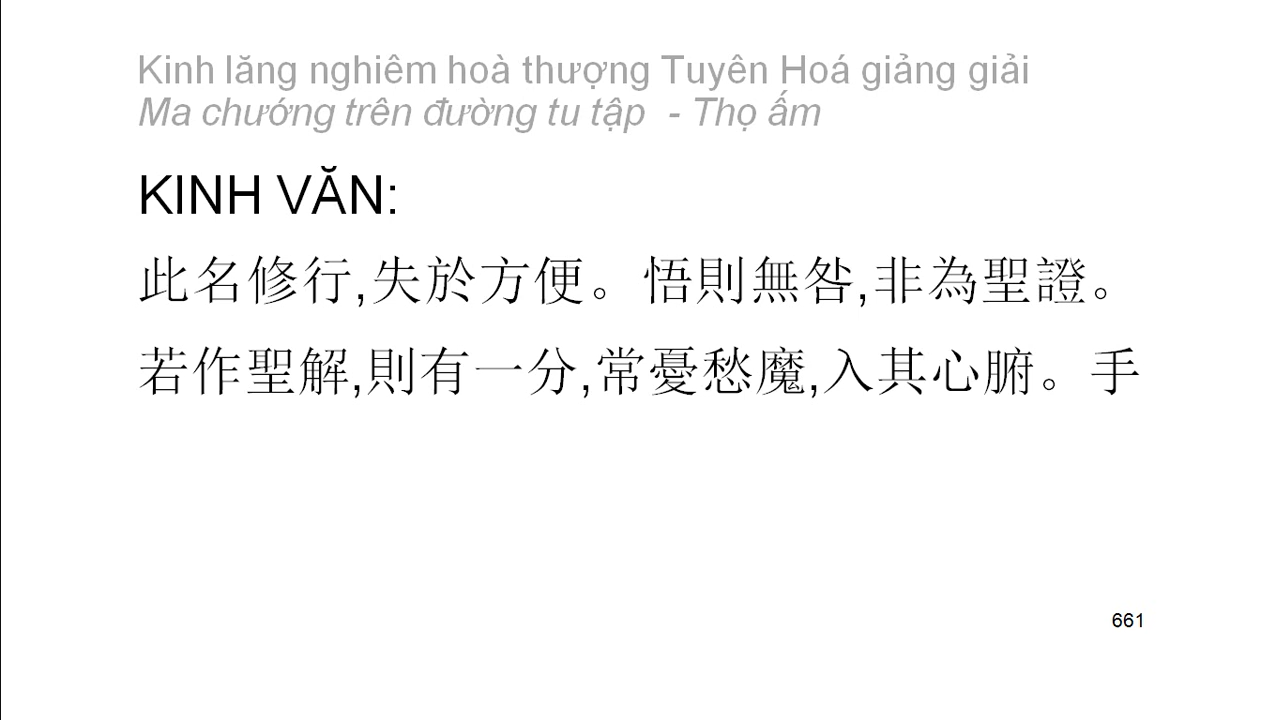 Kinh lăng nghiêm hoà thượng Tuyên Hoá giảng giải
Ma chướng trên đường tu tập - Thọ ấm
KINH VĂN:
此名修行,失於方便。悟則無咎,非為聖證。
若作聖解,則有一分,常憂愁魔,入其心腑。手
661